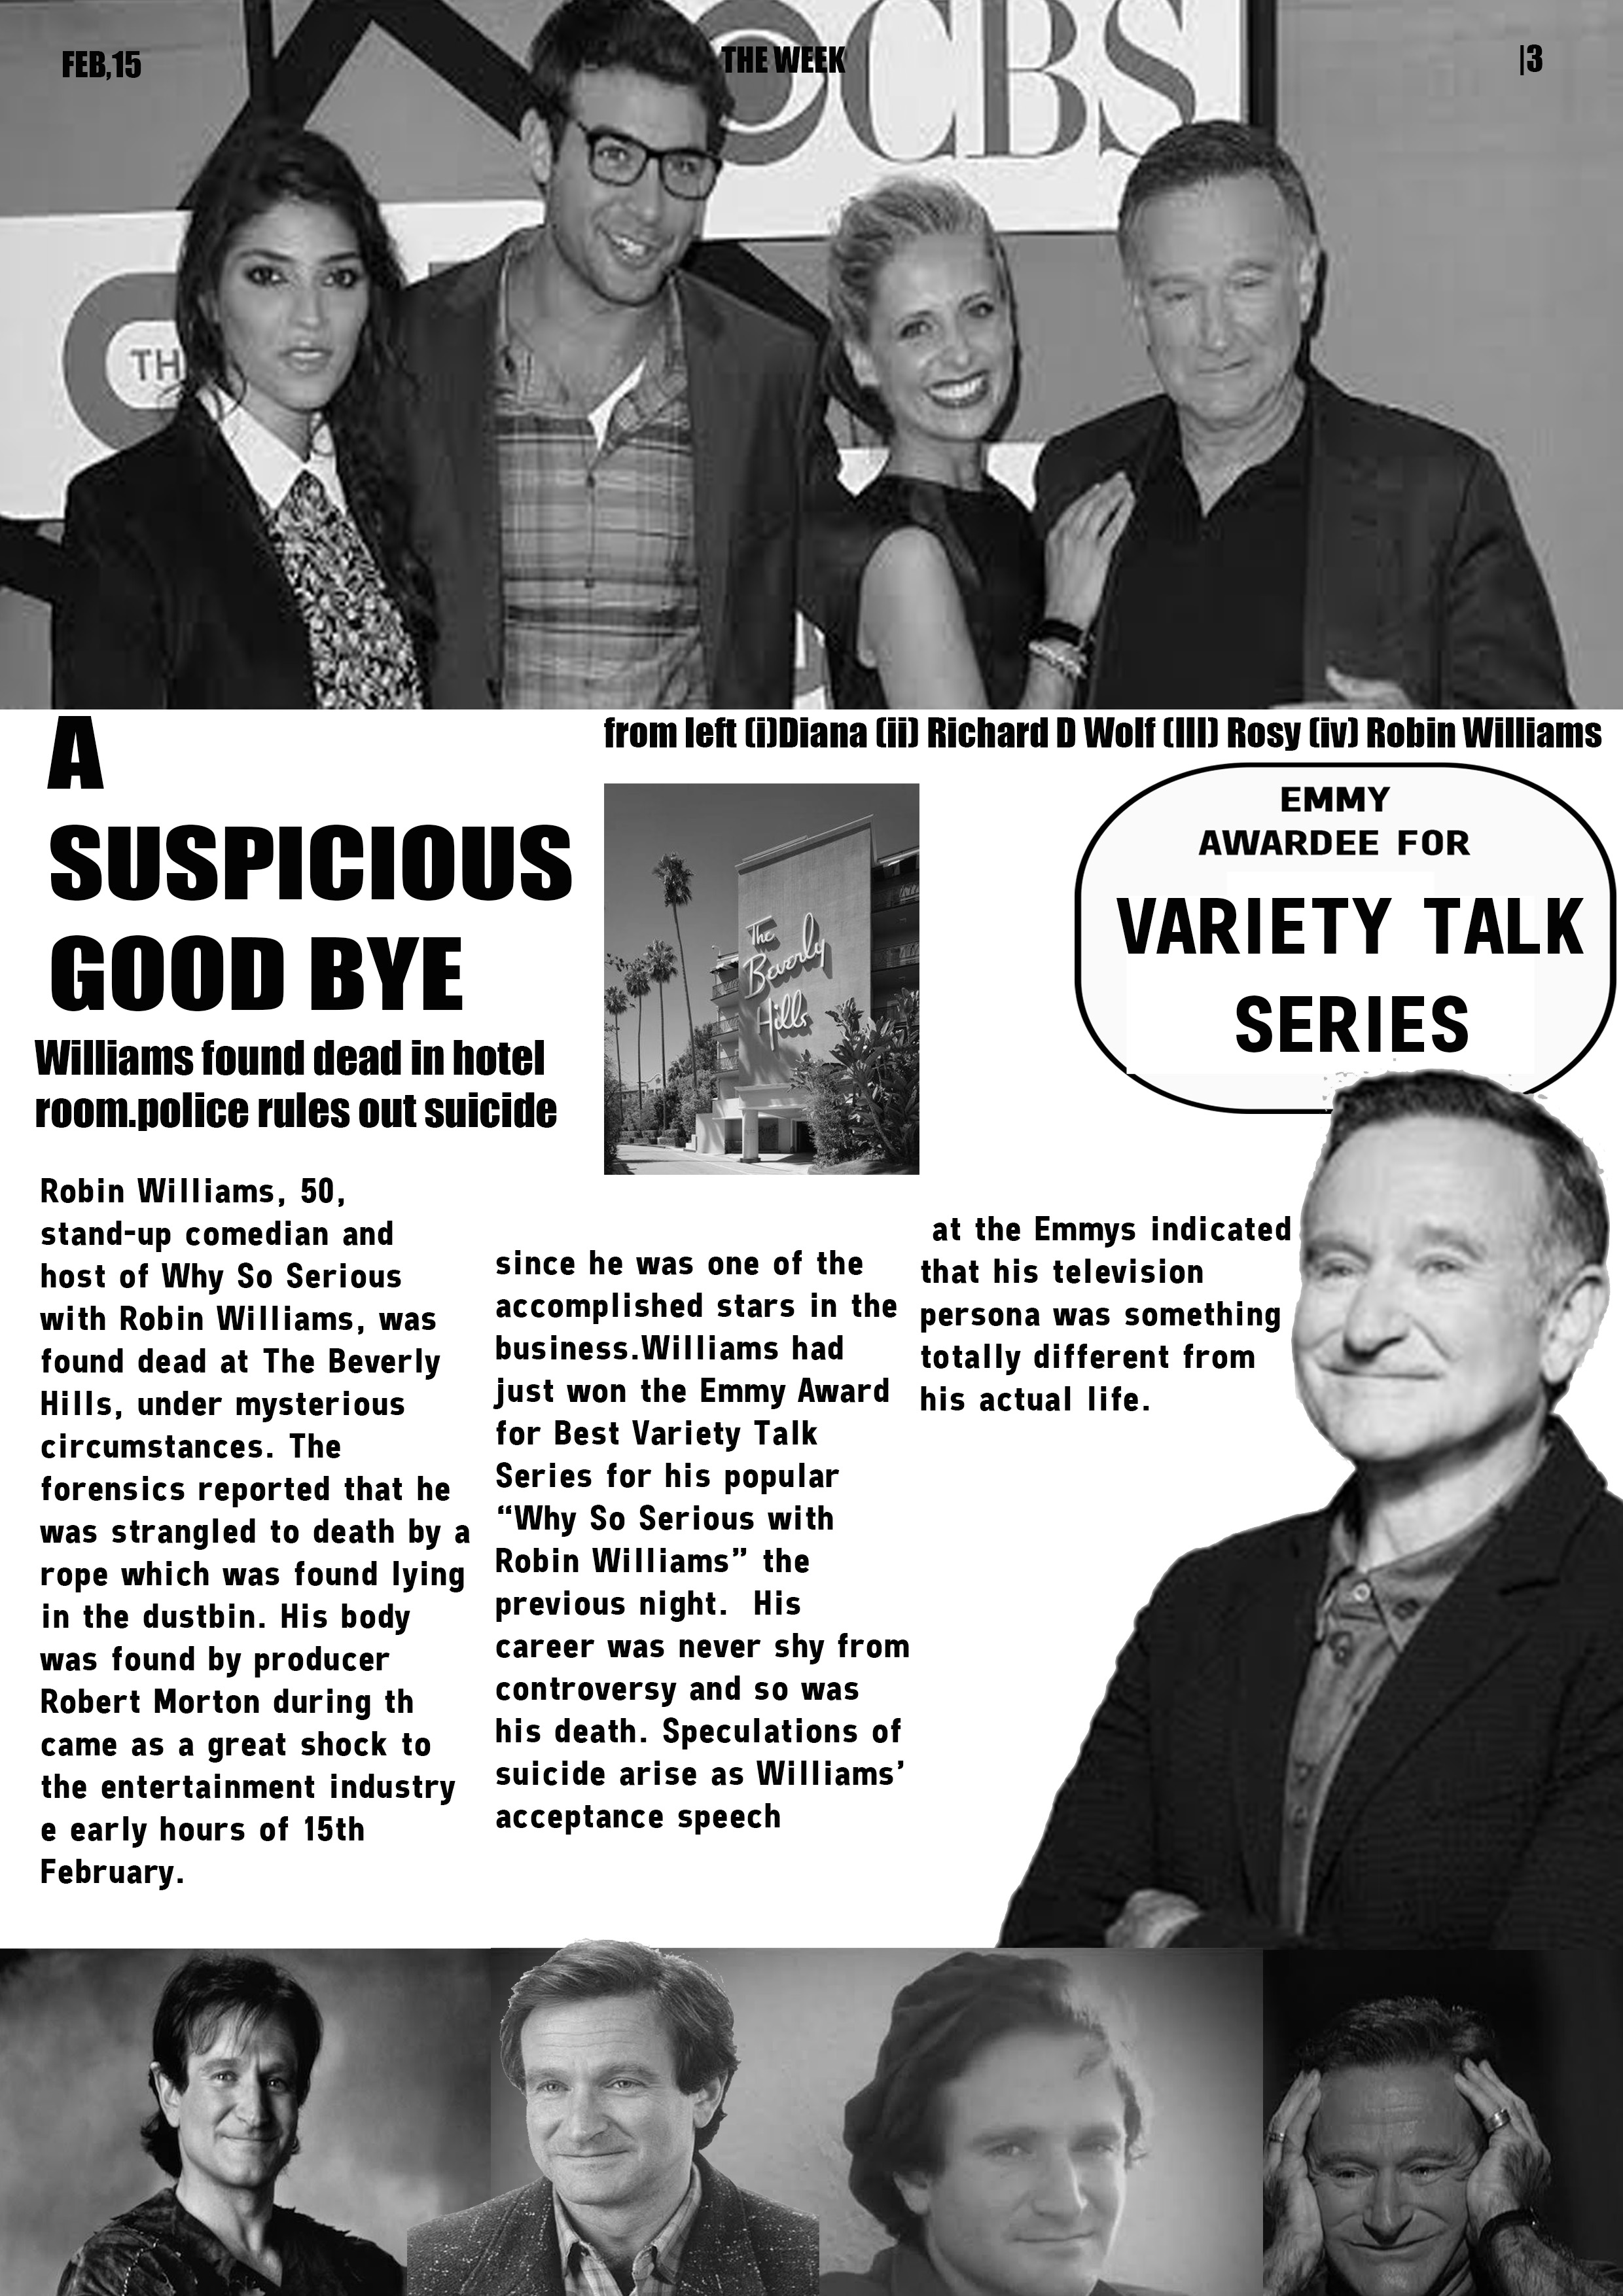 FEB,15
THE WEEK
|3
CBS
TH
from left (i)Diana (ii) Richard D Wolf (III) Rosy (iv) Robin Williams
A
SUSPICIOUS
GOOD BYE
Williams found dead in hotel
room.police rules out suicide
The
Beverly
Hills
EMMY
AWARDEE FOR
VARIETY TALK
SERIES
Robin Williams, 50,
stand-up comedian and
host of Why So Serious
with Robin Williams, was
found dead at The Beverly
Hills, under mysterious
circumstances. The
forensics reported that he
was strangled to death by a
rope which was found lying
in the dustbin. His body
was found by producer
Robert Morton during th
came as a great shock to
the entertainment industry
e early hours of 15th
February.
since he was one of the
accomplished stars in the
business.Williams had
just won the Emmy Award
for Best Variety Talk
Series for his popular
“Why So Serious with
Robin Williams” the
previous night.  His
career was never shy from
controversy and so was
his death. Speculations of
suicide arise as Williams’
acceptance speech
at the Emmys indicated
that his television
persona was something
totally different from
his actual life.